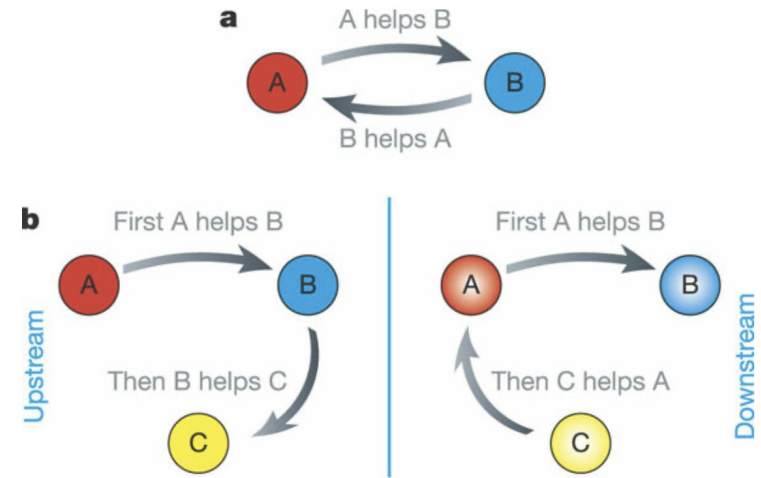 a
A helps B
A
B
B helps A
b
First A helps B
A
B
Upstream
Then B helps C
C
First A helps B
A
B
Downstream
Then C helps A
C